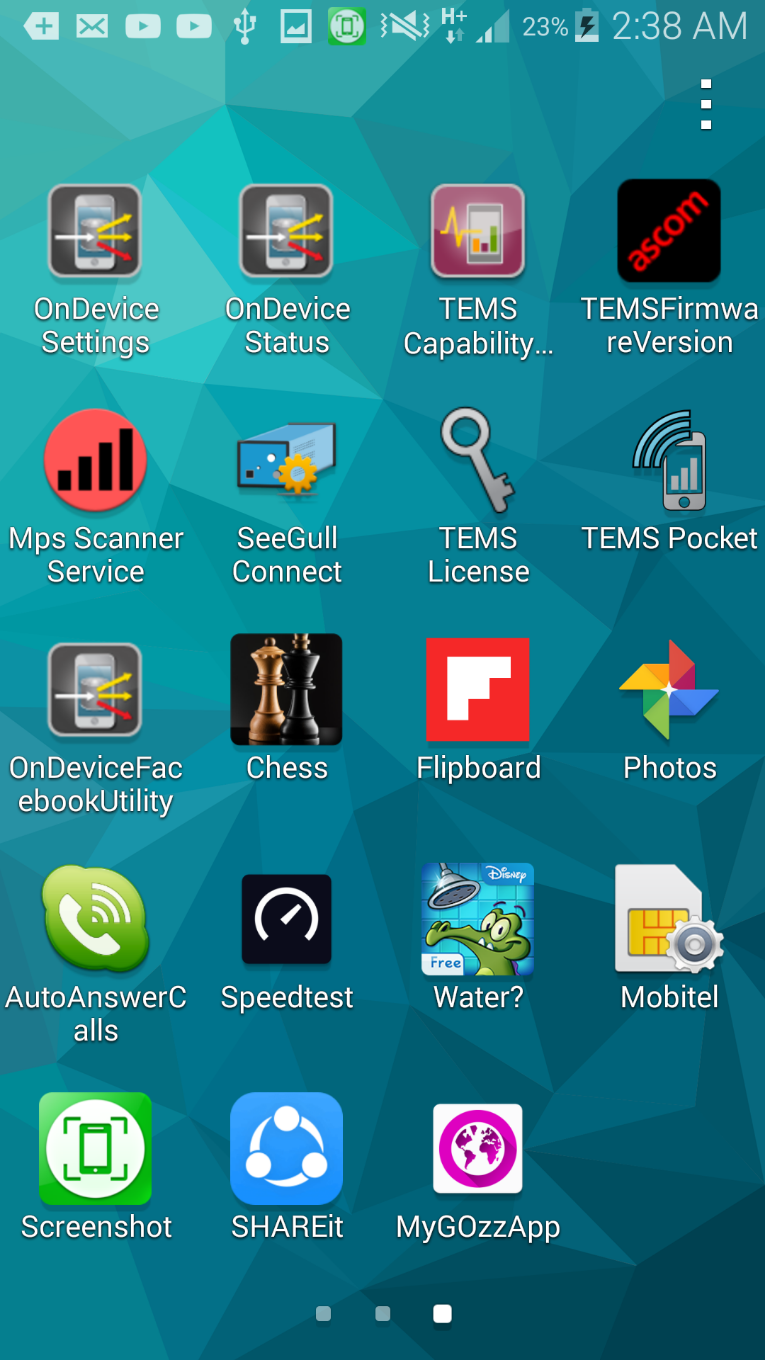 H+ 23% 2:38 AM
OnDevice Settings
OnDevice Status
TEMS Capability...
ascom
TEMSFirmwareVersion
Mps Scanner Service
SeeGull Connect
TEMS License
TEMS Pocket
OnDeviceFacebookUtility
Chess
Flipboard
Photos
AutoAnswerCalls
Speedtest
Disney
Free
Water?
Mobitel
Screenshot
SHAREit
MyGOzzApp